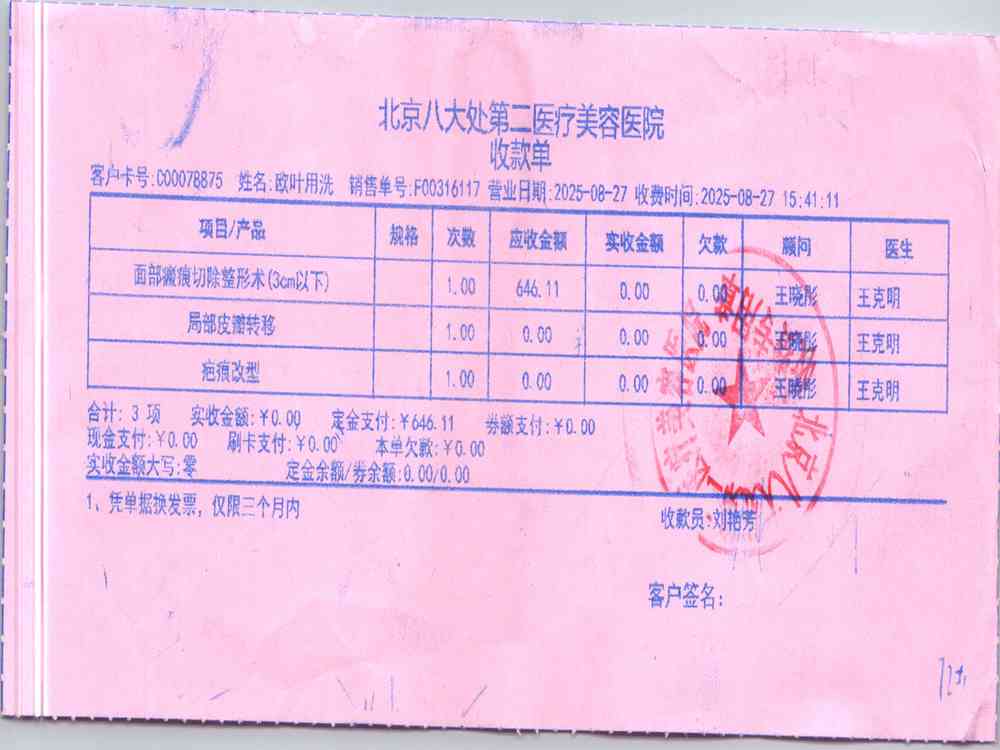 北京八大处第二医疗美容医院
收款单
客户卡号:C00078875 姓名:欧叶用洗 销售单号:F00316117 营业日期:2025-08-27 收费时间:2025-08-27 15:41:11
项目/产品 规格 次数 应收金额 实收金额 欠款 顾问 医生
面部瘢痕切除整形术(3cm以下) 1.00 646.11 0.00 0.00 王晓彤 王克明
局部皮瓣转移 1.00 0.00 0.00 0.00 王晓彤 王克明
疤痕改型 1.00 0.00 0.00 0.00 王晓彤 王克明
合计: 3 项 实收金额:￥0.00 定金支付:￥646.11 券额支付:￥0.00
现金支付:￥0.00 刷卡支付:￥0.00 本单欠款:￥0.00
实收金额大写:零 定金余额/券余额:0.00/0.00
1、凭单据换发票，仅限三个月内
收款员:刘艳芳
客户签名: